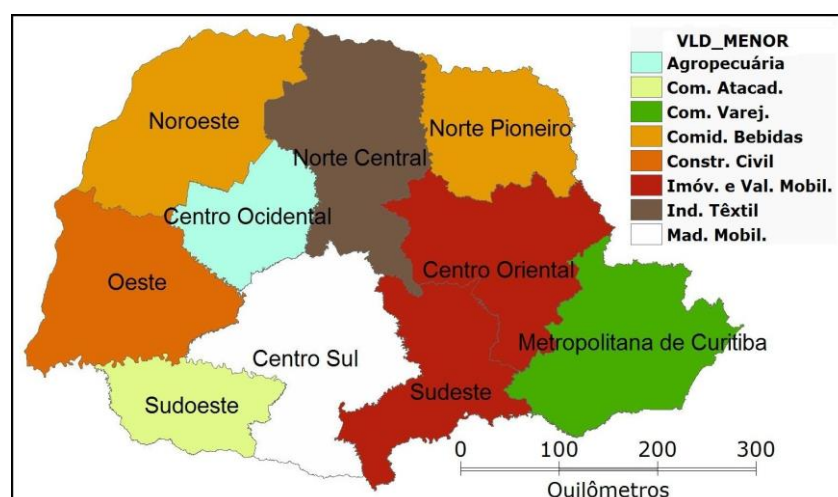 VLD_MENOR
Agropecuária
Com. Atacad.
Com. Varej.
Comid. Bebidas
Constr. Civil
Imóv. e Val. Mobil.
Ind. Têxtil
Mad. Mobil.
Noroeste
Norte Central
Norte Pioneiro
Centro Ocidental
Oeste
Centro Oriental
Metropolitana de Curitiba
Centro Sul
Sudeste
Sudoeste
0 100 200 300
Quilômetros